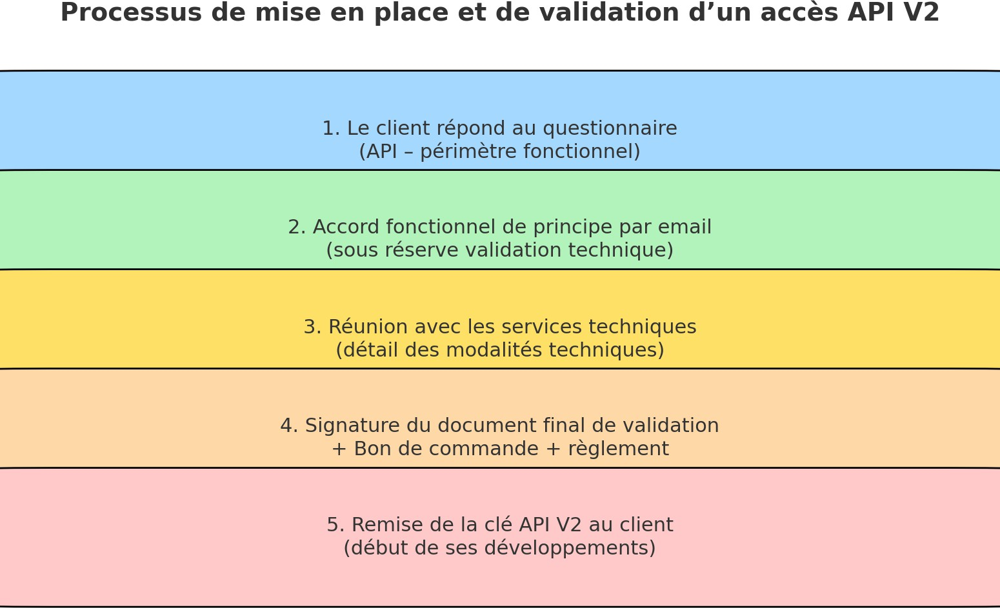 Processus de mise en place et de validation d’un accès API V2
1. Le client répond au questionnaire
(API – périmètre fonctionnel)
2. Accord fonctionnel de principe par email
(sous réserve validation technique)
3. Réunion avec les services techniques
(détail des modalités techniques)
4. Signature du document final de validation
+ Bon de commande + règlement
5. Remise de la clé API V2 au client
(début de ses développements)